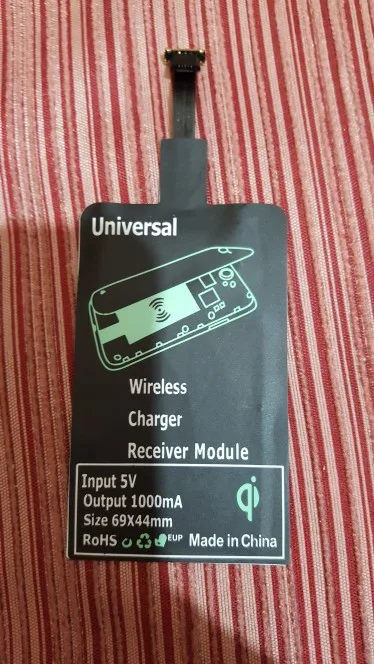 Universal
Wireless
Charger
Receiver Module
Input 5V
Output 1000mA
Size 69X44mm
qi
RoHS EUP Made in China